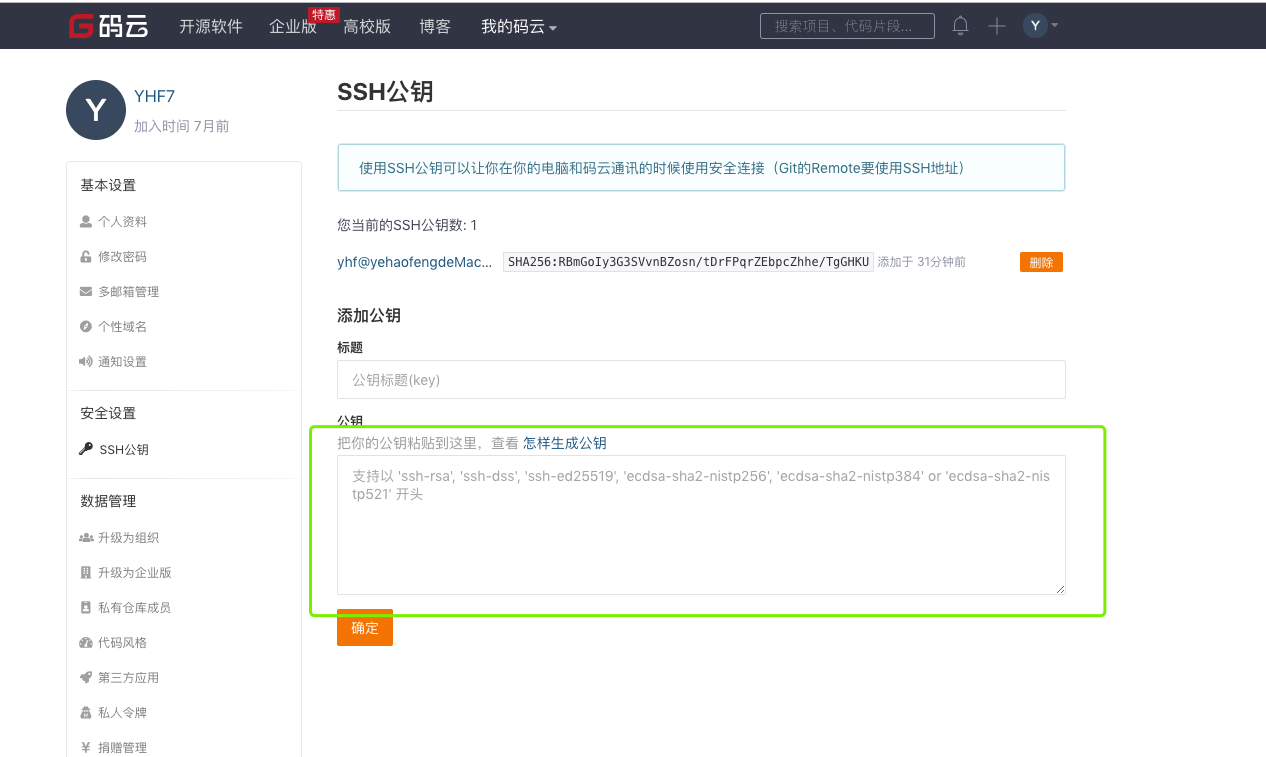 码云 开源软件 企业版 特惠 高校版 博客 我的码云 搜索项目、代码片段... Y
Y
YHF7
加入时间 7月前
基本设置
个人资料
修改密码
多邮箱管理
个性域名
通知设置
安全设置
SSH公钥
数据管理
升级为组织
升级为企业版
私有仓库成员
代码风格
第三方应用
私人令牌
捐赠管理
SSH公钥
使用SSH公钥可以让你在你的电脑和码云通讯的时候使用安全连接（Git的Remote要使用SSH地址）
您当前的SSH公钥数: 1
yhf@yehaofengdeMac... SHA256:RBmGoIy3G3SVvnBZosn/tDrFPqrZEbpcZhhe/TgGHKU 添加于 31分钟前 删除
添加公钥
标题
公钥标题(key)
公钥
把你的公钥粘贴到这里，查看 怎样生成公钥
支持以 'ssh-rsa', 'ssh-dss', 'ssh-ed25519', 'ecdsa-sha2-nistp256', 'ecdsa-sha2-nistp384' or 'ecdsa-sha2-nis
tp521' 开头
确定